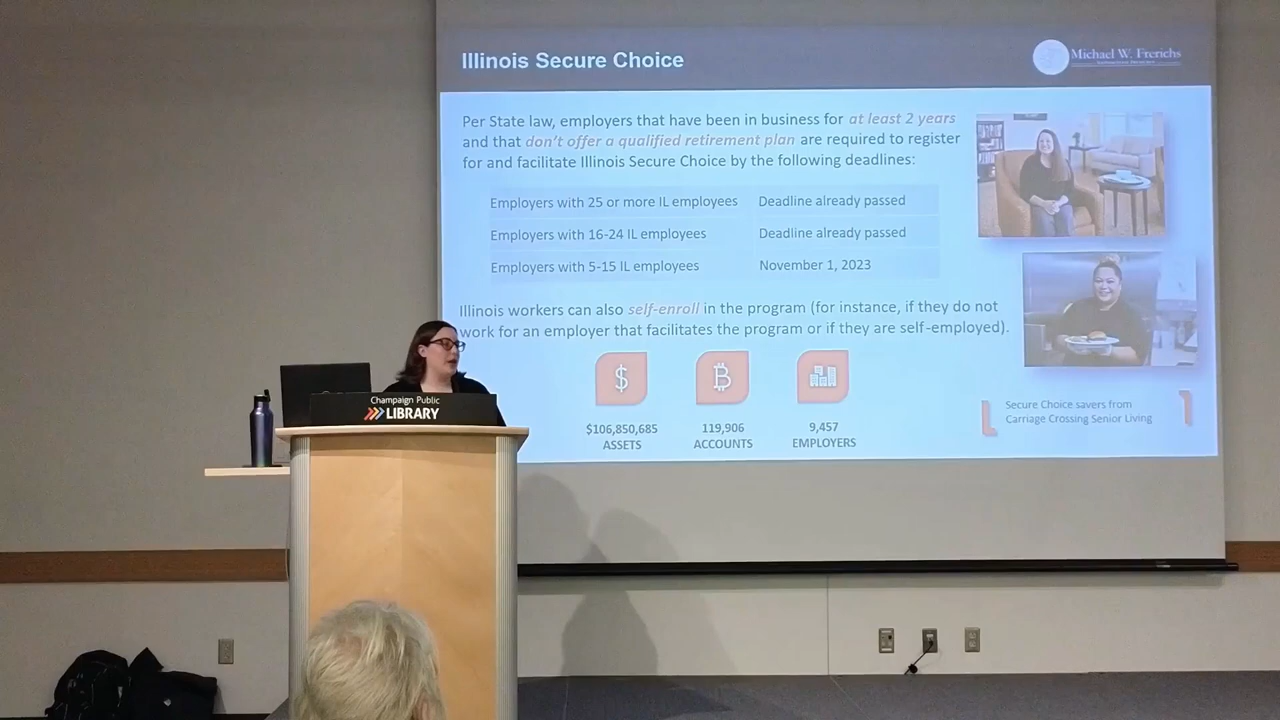 Illinois Secure Choice
Michael W. Frerichs
Per State law, employers that have been in business for at least 2 years
and that don't offer a qualified retirement plan are required to register
for and facilitate Illinois Secure Choice by the following deadlines:
Employers with 25 or more IL employees Deadline already passed
Employers with 16-24 IL employees Deadline already passed
Employers with 5-15 IL employees November 1, 2023
Illinois workers can also self-enroll in the program (for instance, if they do not
work for an employer that facilitates the program or if they are self-employed).
$106,850,685
ASSETS
119,906
ACCOUNTS
9,457
EMPLOYERS
Secure Choice savers from
Carriage Crossing Senior Living
Champaign Public
LIBRARY